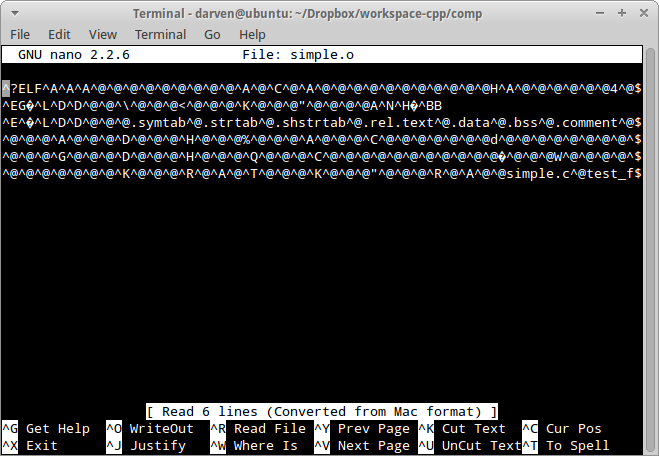 Terminal - darven@ubuntu: ~/Dropbox/workspace-cpp/comp
File Edit View Terminal Go Help
GNU nano 2.2.6 File: simple.o
^?ELF^A^A^A^@^@^@^@^@^@^@^@^@^A^@^C^@^A^@^@^@^@^@^@^@^@^@^@^@H^A^@^@^@^@^@^@4^@$
^EG�^L^D^D^@^@^\^@^@^@<^@^@^@^K^@^@^@"^@^@^@^@A^N^H�^BB
^E^�^L^D^D^@^@^@.symtab^@.strtab^@.shstrtab^@.rel.text^@.data^@.bss^@.comment^@$
^@^@^@^A^@^@^@^D^@^@^@^H^@^@^@%^@^@^@^A^@^@^@^C^@^@^@^@^@^@^@d^@^@^@^@^@^@^@^@^$
^@^@^@^G^@^@^@^D^@^@^@^H^@^@^@^Q^@^@^@^C^@^@^@^@^@^@^@^@^@^@�^@^@^@W^@^@^@^@^@^$
^@^@^@^@^@^@^@^K^@^@^@^R^@^A^@^T^@^@^@^K^@^@^@"^@^@^@^R^@^A^@^@simple.c^@test_f$
[ Read 6 lines (Converted from Mac format) ]
^G Get Help ^O WriteOut ^R Read File ^Y Prev Page ^K Cut Text ^C Cur Pos
^X Exit ^J Justify ^W Where Is ^V Next Page ^U UnCut Text ^T To Spell